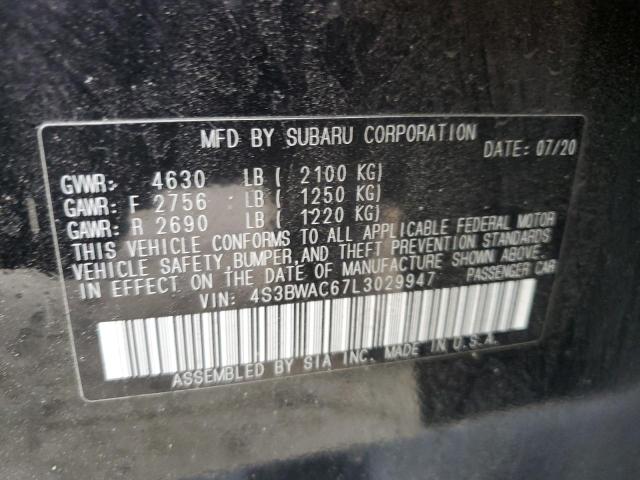 MFD BY SUBARU CORPORATION
DATE: 07/20
GVWR: 4630 LB ( 2100 KG)
GAWR: F 2756 LB ( 1250 KG)
GAWR: R 2690 LB ( 1220 KG)
THIS VEHICLE CONFORMS TO ALL APPLICABLE FEDERAL MOTOR
VEHICLE SAFETY, BUMPER, AND THEFT PREVENTION STANDARDS
IN EFFECT ON THE DATE OF MANUFACTURE SHOWN ABOVE.
VIN: 4S3BWAC67L3029947 PASSENGER CAR
ASSEMBLED BY SIA INC. MADE IN U.S.A.